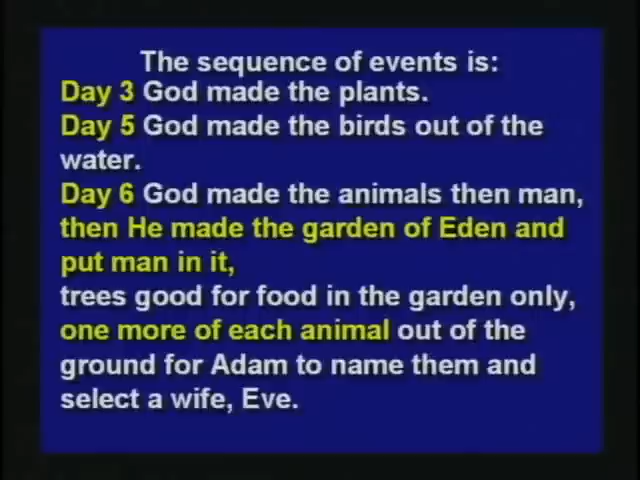 The sequence of events is:
Day 3 God made the plants.
Day 5 God made the birds out of the
water.
Day 6 God made the animals then man,
then He made the garden of Eden and
put man in it,
trees good for food in the garden only,
one more of each animal out of the
ground for Adam to name them and
select a wife, Eve.